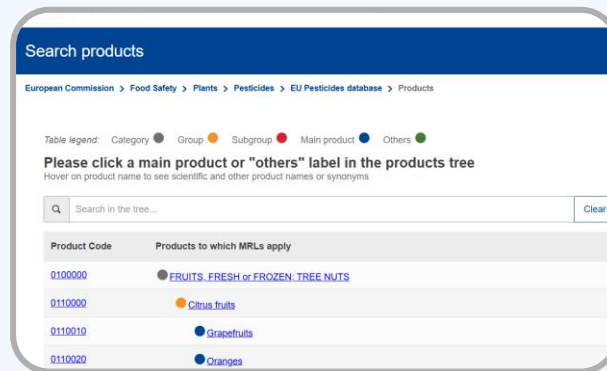 Search products
European Commission > Food Safety > Plants > Pesticides > EU Pesticides database > Products
Table legend: Category Group Subgroup Main product Others
Please click a main product or "others" label in the products tree
Hover on product name to see scientific and other product names or synonyms
Search in the tree... Clear
Product Code Products to which MRLs apply
0100000 FRUITS, FRESH or FROZEN; TREE NUTS
0110000 Citrus fruits
0110010 Grapefruits
0110020 Oranges